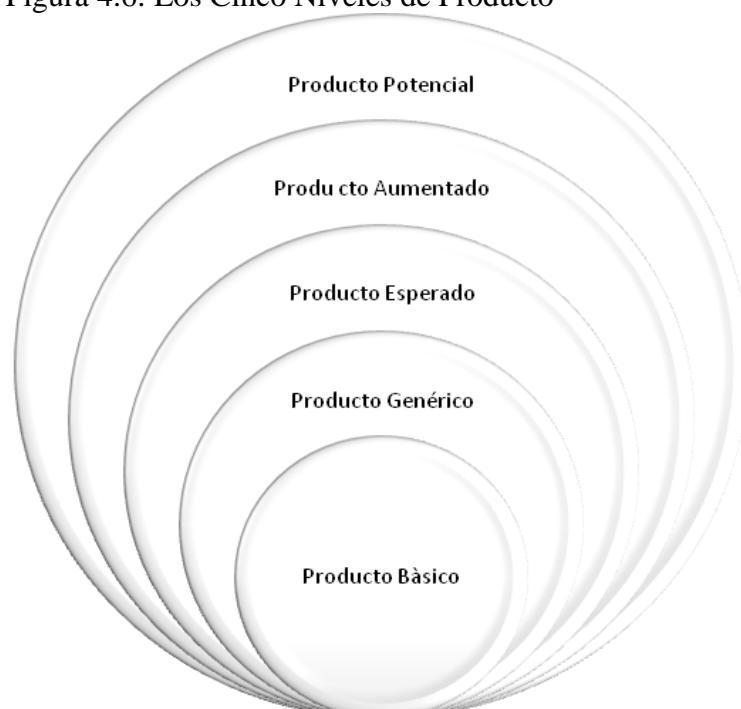 Figura 4.6. Los Cinco Niveles de Producto
Producto Potencial
Produ cto Aumentado
Producto Esperado
Producto Genérico
Producto Bàsico